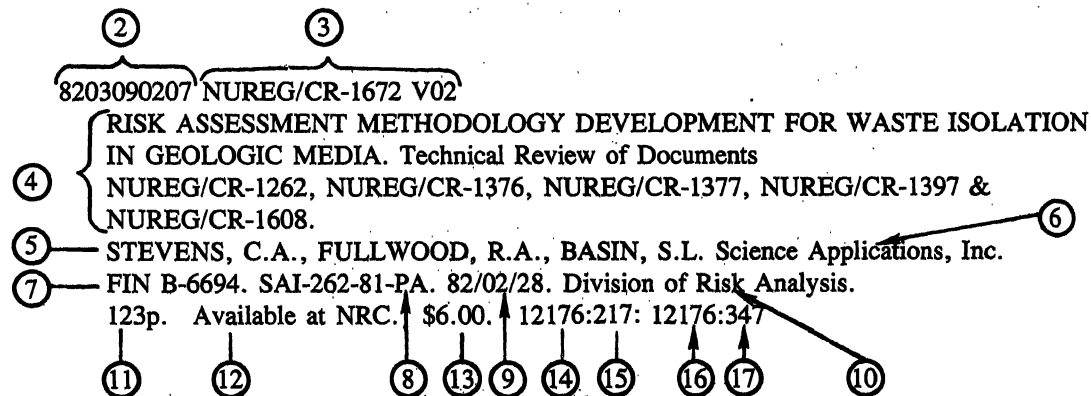 ② ③
8203090207 NUREG/CR-1672 V02
RISK ASSESSMENT METHODOLOGY DEVELOPMENT FOR WASTE ISOLATION
IN GEOLOGIC MEDIA. Technical Review of Documents
④ NUREG/CR-1262, NUREG/CR-1376, NUREG/CR-1377, NUREG/CR-1397 &
NUREG/CR-1608. ⑥
⑤ STEVENS, C.A., FULLWOOD, R.A., BASIN, S.L. Science Applications, Inc.
⑦ FIN B-6694. SAI-262-81-PA. 82/02/28. Division of Risk Analysis.
123p. Available at NRC. $6.00. 12176:217: 12176:347
⑪ ⑫ ⑧ ⑬ ⑨ ⑭ ⑮ ⑯ ⑰ ⑩